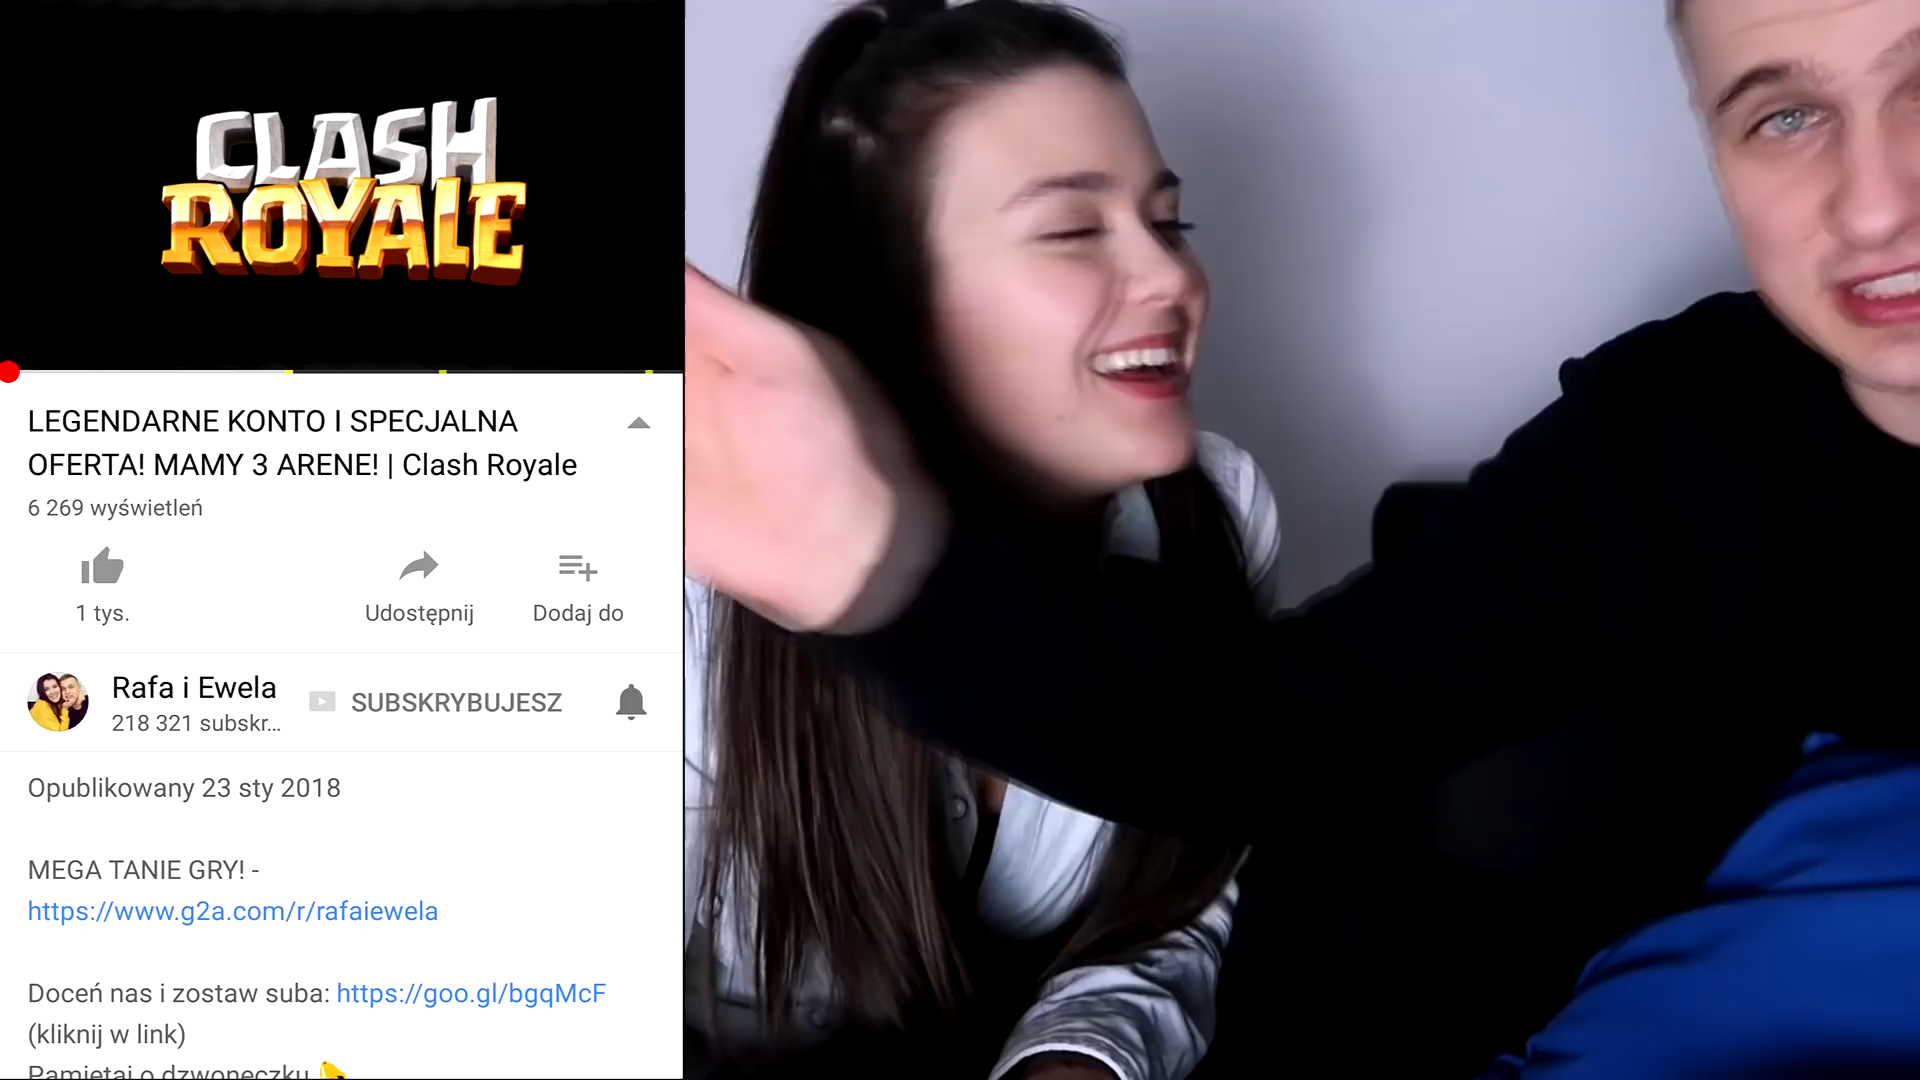 CLASH
ROYALE
LEGENDARNE KONTO I SPECJALNA
OFERTA! MAMY 3 ARENE! | Clash Royale
6 269 wyświetleń
1 tys.
Udostępnij
Dodaj do
Rafa i Ewela
218 321 subskr...
SUBSKRYBUJESZ
Opublikowany 23 sty 2018
MEGA TANIE GRY! -
https://www.g2a.com/r/rafaiewela
Doceń nas i zostaw suba: https://goo.gl/bgqMcF
(kliknij w link)
Pamiętaj o dzwoneczku